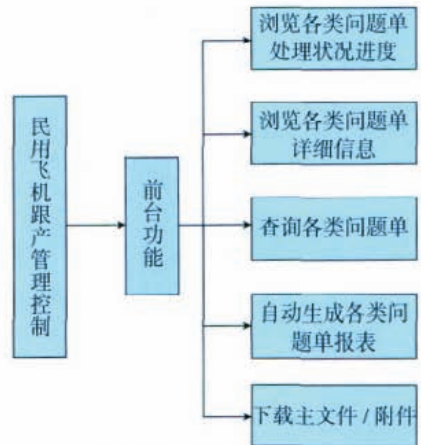 民用飞机跟产管理控制
前台功能
浏览各类问题单
处理状况进度
浏览各类问题单
详细信息
查询各类问题单
自动生成各类问
题单报表
下载主文件/附件